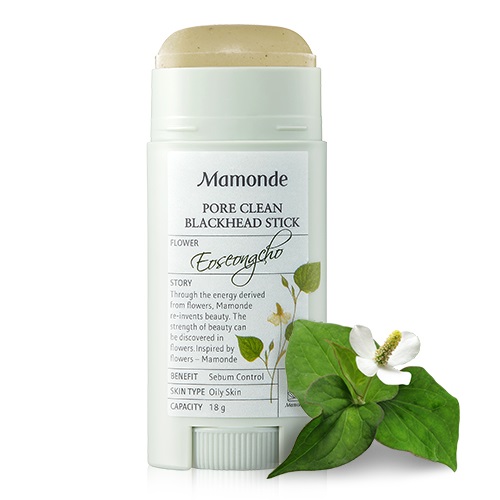 Mamonde
PORE CLEAN
BLACKHEAD STICK
FLOWER
Eoseongcho
STORY
Through the energy derived
from flowers, Mamonde
re-invents beauty. The
strength of beauty can
be discovered in
flowers. Inspired by
flowers – Mamonde
BENEFIT Sebum Control
SKIN TYPE Oily Skin
CAPACITY 18 g